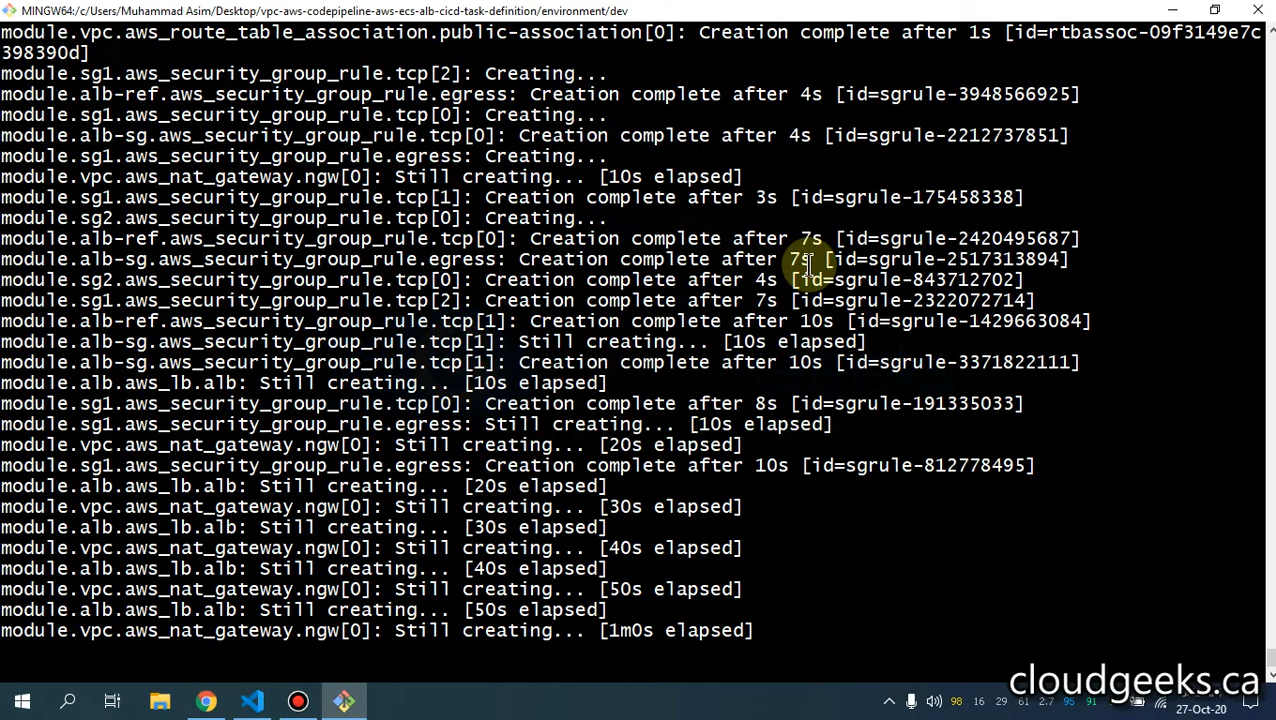 MINGW64:/c/Users/Muhammad Asim/Desktop/vpc-aws-codepipeline-aws-ecs-alb-cicd-task-definition/environment/dev
module.vpc.aws_route_table_association.public-association[0]: Creation complete after 1s [id=rtbassoc-09f3149e7c
398390d]
module.sg1.aws_security_group_rule.tcp[2]: Creating...
module.alb-ref.aws_security_group_rule.egress: Creation complete after 4s [id=sgrule-3948566925]
module.sg1.aws_security_group_rule.tcp[0]: Creating...
module.alb-sg.aws_security_group_rule.tcp[0]: Creation complete after 4s [id=sgrule-2212737851]
module.sg1.aws_security_group_rule.egress: Creating...
module.vpc.aws_nat_gateway.ngw[0]: Still creating... [10s elapsed]
module.sg1.aws_security_group_rule.tcp[1]: Creation complete after 3s [id=sgrule-175458338]
module.sg2.aws_security_group_rule.tcp[0]: Creating...
module.alb-ref.aws_security_group_rule.tcp[0]: Creation complete after 7s [id=sgrule-2420495687]
module.alb-sg.aws_security_group_rule.egress: Creation complete after 7s [id=sgrule-2517313894]
module.sg2.aws_security_group_rule.tcp[0]: Creation complete after 4s [id=sgrule-843712702]
module.sg1.aws_security_group_rule.tcp[2]: Creation complete after 7s [id=sgrule-2322072714]
module.alb-ref.aws_security_group_rule.tcp[1]: Creation complete after 10s [id=sgrule-1429663084]
module.alb-sg.aws_security_group_rule.tcp[1]: Still creating... [10s elapsed]
module.alb-sg.aws_security_group_rule.tcp[1]: Creation complete after 10s [id=sgrule-3371822111]
module.alb.aws_lb.alb: Still creating... [10s elapsed]
module.sg1.aws_security_group_rule.tcp[0]: Creation complete after 8s [id=sgrule-191335033]
module.sg1.aws_security_group_rule.egress: Still creating... [10s elapsed]
module.vpc.aws_nat_gateway.ngw[0]: Still creating... [20s elapsed]
module.sg1.aws_security_group_rule.egress: Creation complete after 10s [id=sgrule-812778495]
module.alb.aws_lb.alb: Still creating... [20s elapsed]
module.vpc.aws_nat_gateway.ngw[0]: Still creating... [30s elapsed]
module.alb.aws_lb.alb: Still creating... [30s elapsed]
module.vpc.aws_nat_gateway.ngw[0]: Still creating... [40s elapsed]
module.alb.aws_lb.alb: Still creating... [40s elapsed]
module.vpc.aws_nat_gateway.ngw[0]: Still creating... [50s elapsed]
module.alb.aws_lb.alb: Still creating... [50s elapsed]
module.vpc.aws_nat_gateway.ngw[0]: Still creating... [1m0s elapsed]
cloudgeeks.ca
98 16 29 61 2.7 95 91
27-Oct-20